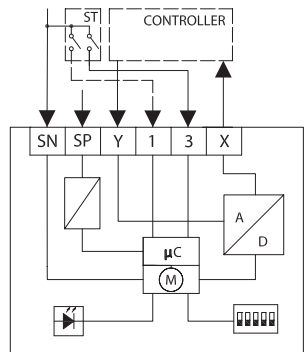 ST
CONTROLLER
SN SP Y 1 3 X
A
D
μC
M